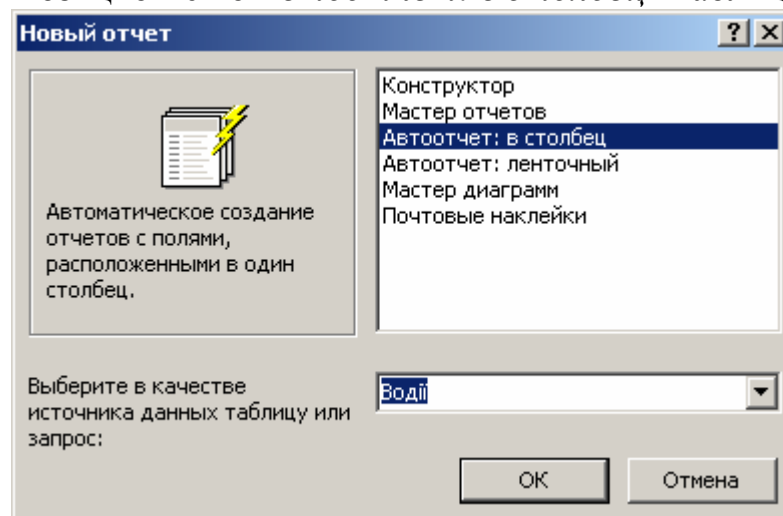 Новый отчет
Конструктор
Мастер отчетов
Автоотчет: в столбец
Автоотчет: ленточный
Мастер диаграмм
Почтовые наклейки
Автоматическое создание
отчетов с полями,
расположенными в один
столбец.
Выберите в качестве
источника данных таблицу или
запрос:
Водії
ОК
Отмена